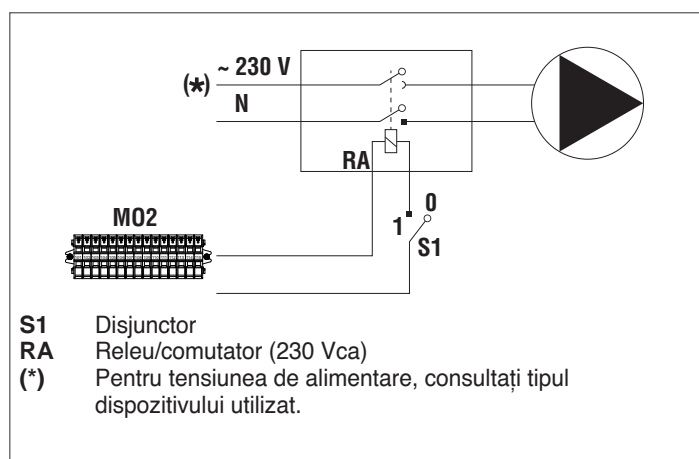 ~ 230 V
(*)
N
RA
MO2
0
1
S1
S1 Disjunctor
RA Releu/comutator (230 Vca)
(*) Pentru tensiunea de alimentare, consultați tipul
dispozitivului utilizat.